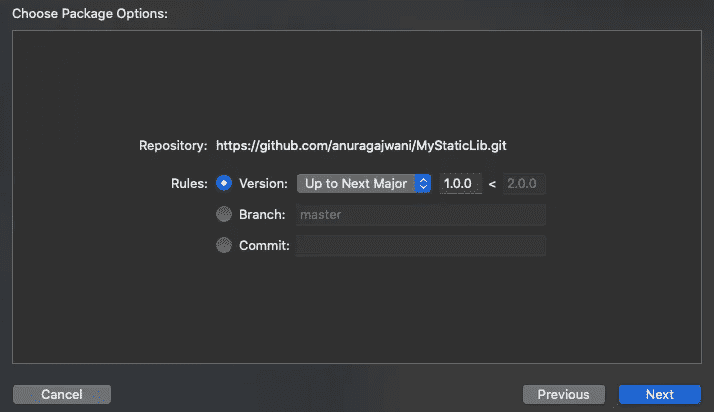 Choose Package Options:
Repository: https://github.com/anuragajwani/MyStaticLib.git
Rules: Version: Up to Next Major 1.0.0 < 2.0.0
Branch: master
Commit:
Cancel Previous Next